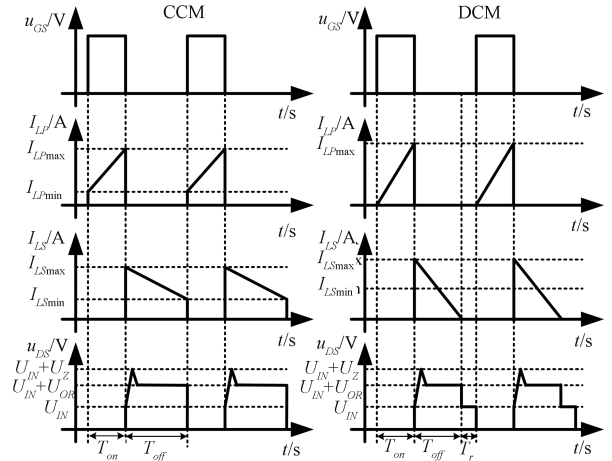 CCM
u_GS/V
t/s
I_LP/A
I_LPmax
I_LPmin
t/s
I_LS/A
I_LSmax
I_LSmin
t/s
u_DS/V
U_IN+U_Z
U_IN+U_OR
U_IN
t/s
T_on
T_off
DCM
u_GS/V
t/s
I_LP/A
I_LPmax
t/s
I_LS/A
I_LSmax
I_LSmin
t/s
u_DS/V
U_IN+U_Z
U_IN+U_OR
U_IN
t/s
T_on
T_off
T_r